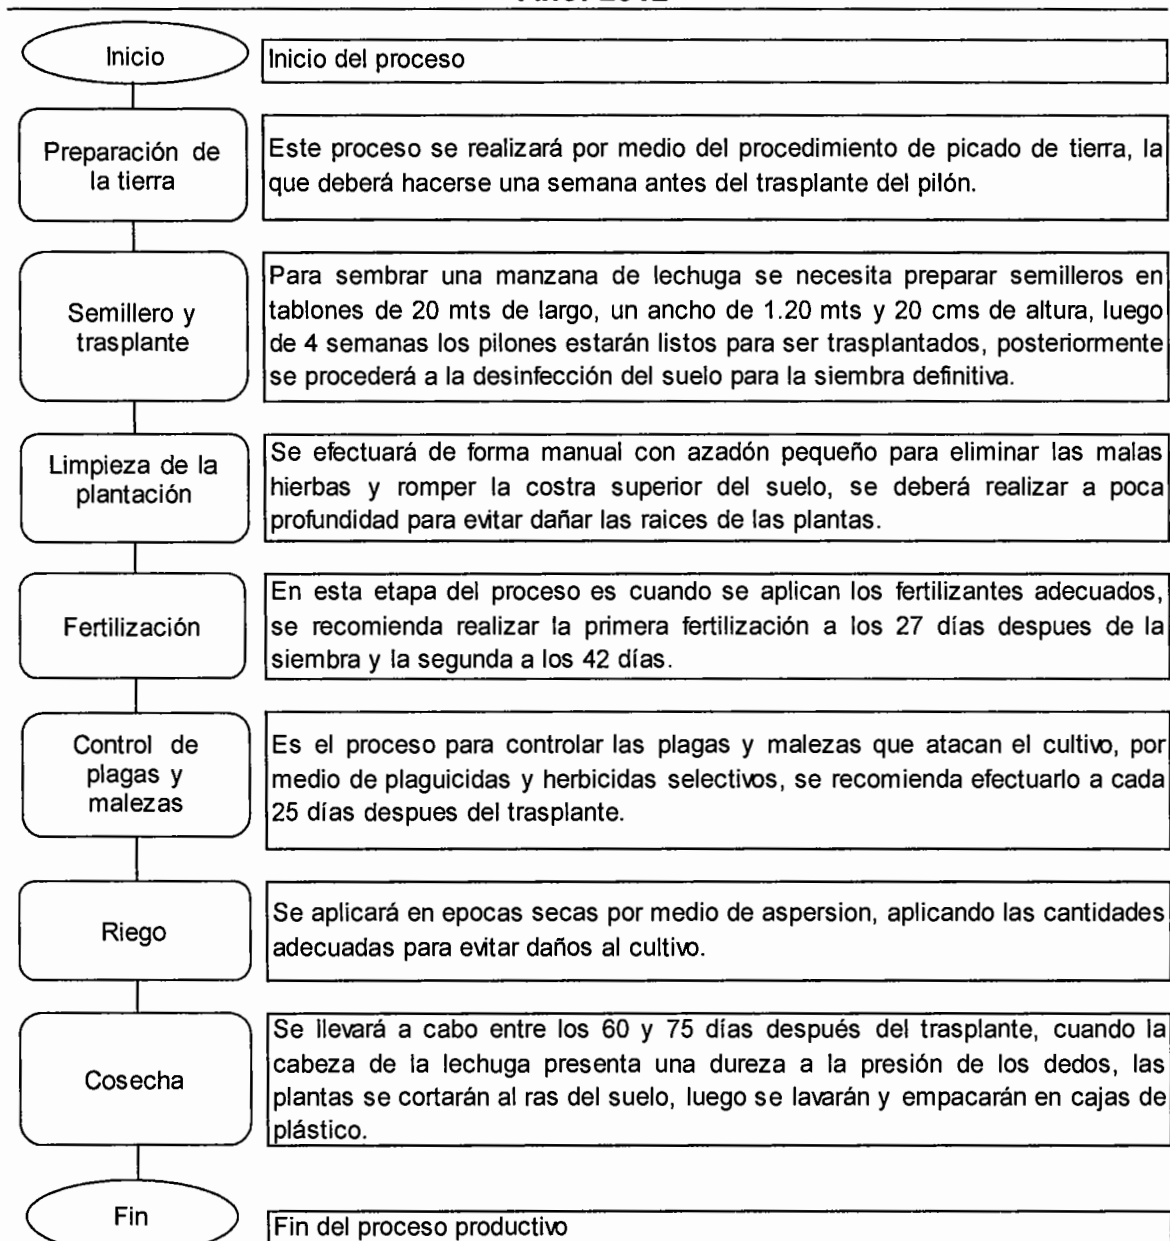 Inicio
Inicio del proceso
Preparación de
la tierra
Este proceso se realizará por medio del procedimiento de picado de tierra, la
que deberá hacerse una semana antes del trasplante del pilón.
Semillero y
trasplante
Para sembrar una manzana de lechuga se necesita preparar semilleros en
tablones de 20 mts de largo, un ancho de 1.20 mts y 20 cms de altura, luego
de 4 semanas los pilones estarán listos para ser trasplantados, posteriormente
se procederá a la desinfección del suelo para la siembra definitiva.
Limpieza de la
plantación
Se efectuará de forma manual con azadón pequeño para eliminar las malas
hierbas y romper la costra superior del suelo, se deberá realizar a poca
profundidad para evitar dañar las raices de las plantas.
Fertilización
En esta etapa del proceso es cuando se aplican los fertilizantes adecuados,
se recomienda realizar la primera fertilización a los 27 días despues de la
siembra y la segunda a los 42 días.
Control de
plagas y
malezas
Es el proceso para controlar las plagas y malezas que atacan el cultivo, por
medio de plaguicidas y herbicidas selectivos, se recomienda efectuarlo a cada
25 días despues del trasplante.
Riego
Se aplicará en epocas secas por medio de aspersion, aplicando las cantidades
adecuadas para evitar daños al cultivo.
Cosecha
Se llevará a cabo entre los 60 y 75 días después del trasplante, cuando la
cabeza de la lechuga presenta una dureza a la presión de los dedos, las
plantas se cortarán al ras del suelo, luego se lavarán y empacarán en cajas de
plástico.
Fin
Fin del proceso productivo